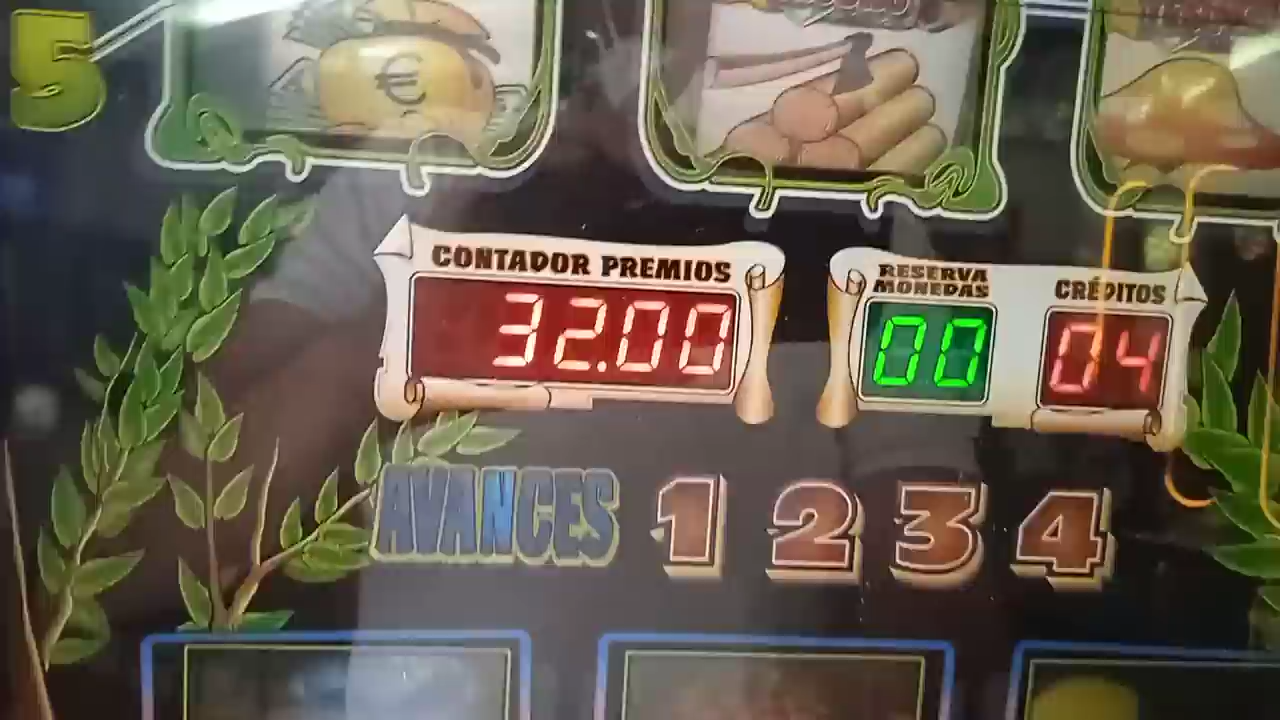 5
€
CONTADOR PREMIOS
32.00
RESERVA
MONEDAS
00
CRÉDITOS
04
AVANCES 1 2 3 4